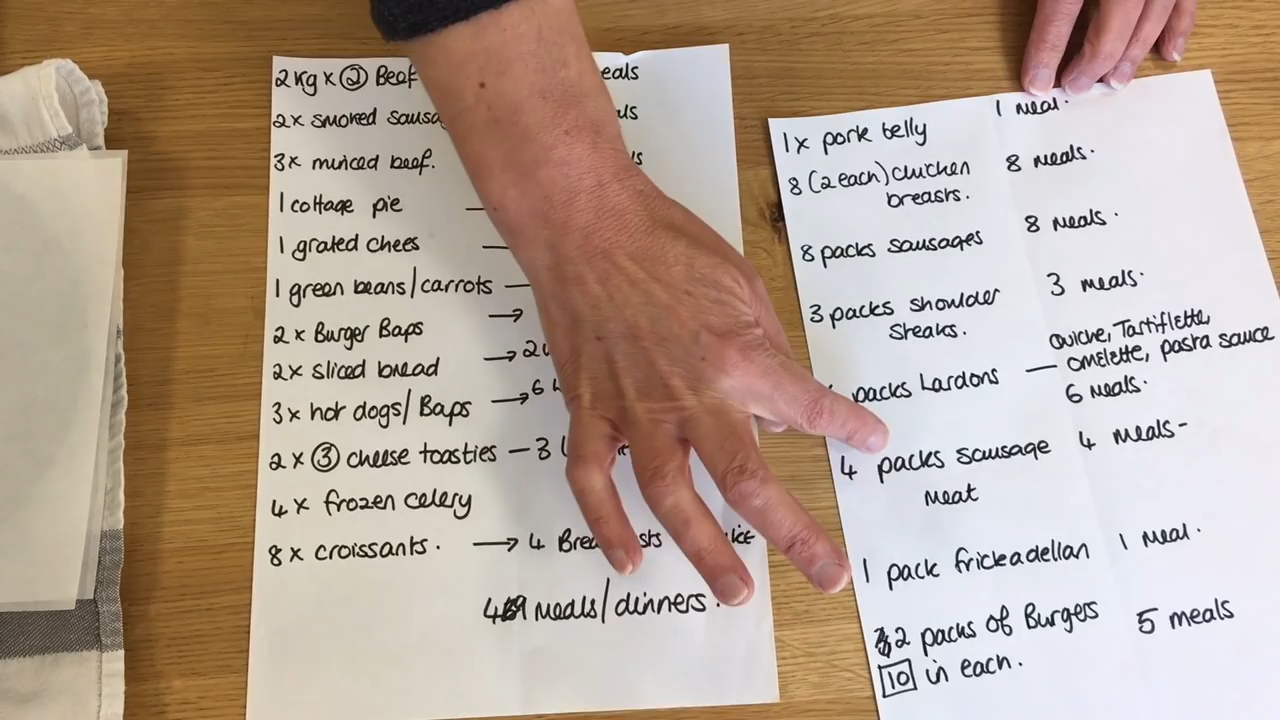 2kg x ② Beef
eals
2x smoked sausa
3x minced beef.
1 cottage pie —
1 grated chees —
1 green beans/carrots —
2x Burger Baps →
2x sliced bread → 2
3x hot dogs/Baps → 6
2x ③ cheese toasties — 3
4x frozen celery
8x croissants. → 4
meals/dinners.
1x pork belly 1 meal.
8 (2 each) chicken 8 meals.
breasts.
8 packs sausages 8 meals.
3 packs shoulder 3 meals.
steaks.
Quiche, Tartiflette,
packs Lardons — omelette, pasta sauce
6 meals.
4 packs sausage 4 meals-
meat
1 pack frickadellan 1 meal.
2 packs of Burgers 5 meals
10 in each.